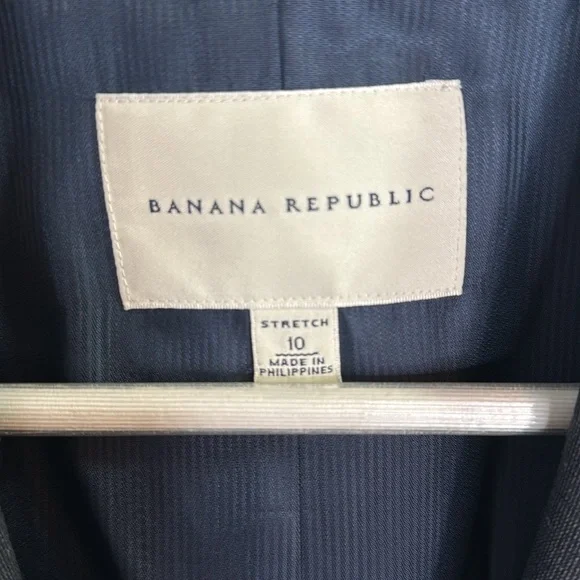 BANANA REPUBLIC
STRETCH
10
MADE IN
PHILIPPINES